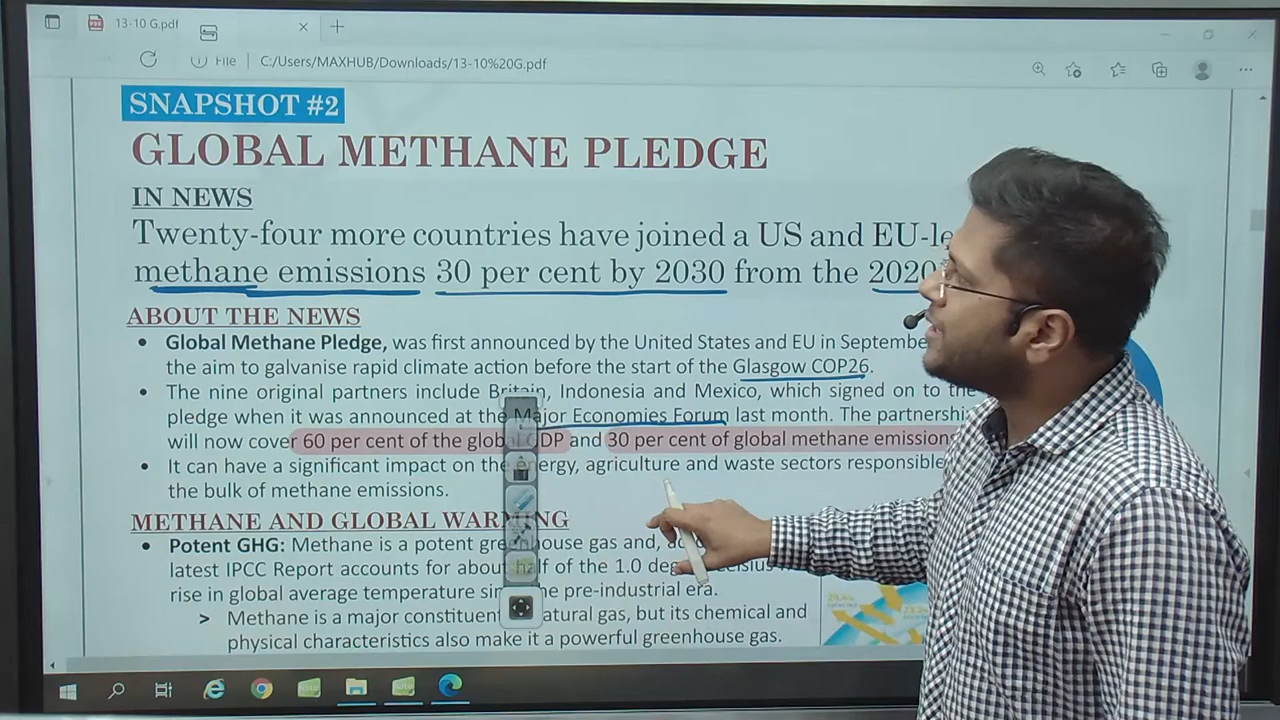 13-10 G.pdf
File | C:/Users/MAXHUB/Downloads/13-10%20G.pdf
SNAPSHOT #2
GLOBAL METHANE PLEDGE
IN NEWS
Twenty-four more countries have joined a US and EU-le
methane emissions 30 per cent by 2030 from the 2020
ABOUT THE NEWS
• Global Methane Pledge, was first announced by the United States and EU in Septembe
the aim to galvanise rapid climate action before the start of the Glasgow COP26.
• The nine original partners include Britain, Indonesia and Mexico, which signed on to the
pledge when it was announced at the Major Economies Forum last month. The partnership
will now cover 60 per cent of the global GDP and 30 per cent of global methane emissions
• It can have a significant impact on the energy, agriculture and waste sectors responsible
the bulk of methane emissions.
METHANE AND GLOBAL WARMING
• Potent GHG: Methane is a potent greenhouse gas and,
latest IPCC Report accounts for about half of the 1.0
rise in global average temperature since the pre-industrial era.
> Methane is a major constituent natural gas, but its chemical and
physical characteristics also make it a powerful greenhouse gas.